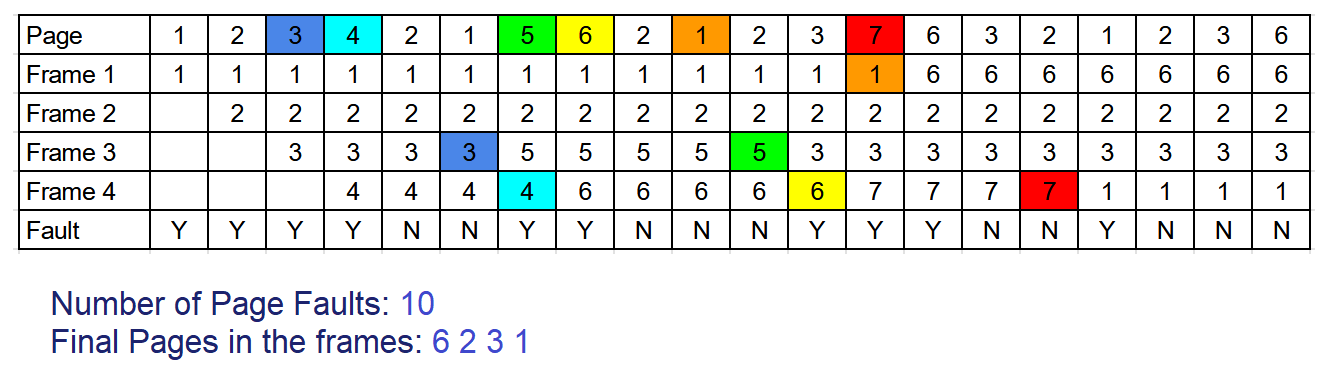 Page 1 2 3 4 2 1 5 6 2 1 2 3 7 6 3 2 1 2 3 6
Frame 1 1 1 1 1 1 1 1 1 1 1 1 1 1 6 6 6 6 6 6 6
Frame 2 2 2 2 2 2 2 2 2 2 2 2 2 2 2 2 2 2 2 2
Frame 3 3 3 3 3 5 5 5 5 5 3 3 3 3 3 3 3 3 3
Frame 4 4 4 4 4 6 6 6 6 6 7 7 7 7 1 1 1 1
Fault Y Y Y Y N N Y Y N N N Y Y Y N N Y N N N
Number of Page Faults: 10
Final Pages in the frames: 6 2 3 1